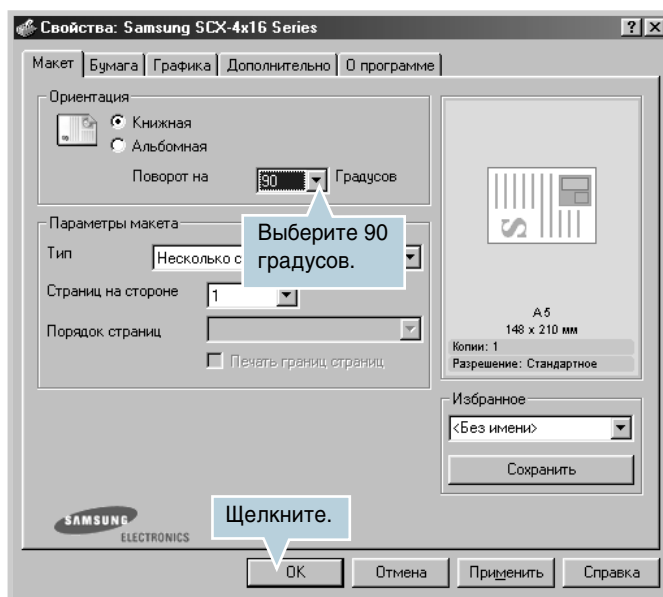 Свойства: Samsung SCX-4x16 Series
Макет Бумага Графика Дополнительно О программе
Ориентация
Книжная
Альбомная
Поворот на 90 Градусов
Выберите 90
градусов.
Параметры макета
Тип Несколько с
Страниц на стороне 1
Порядок страниц
Печать границ страниц
A5
148 x 210 мм
Копии: 1
Разрешение: Стандартное
Избранное
<Без имени>
Сохранить
SAMSUNG
ELECTRONICS
Щелкните.
OK Отмена Применить Справка